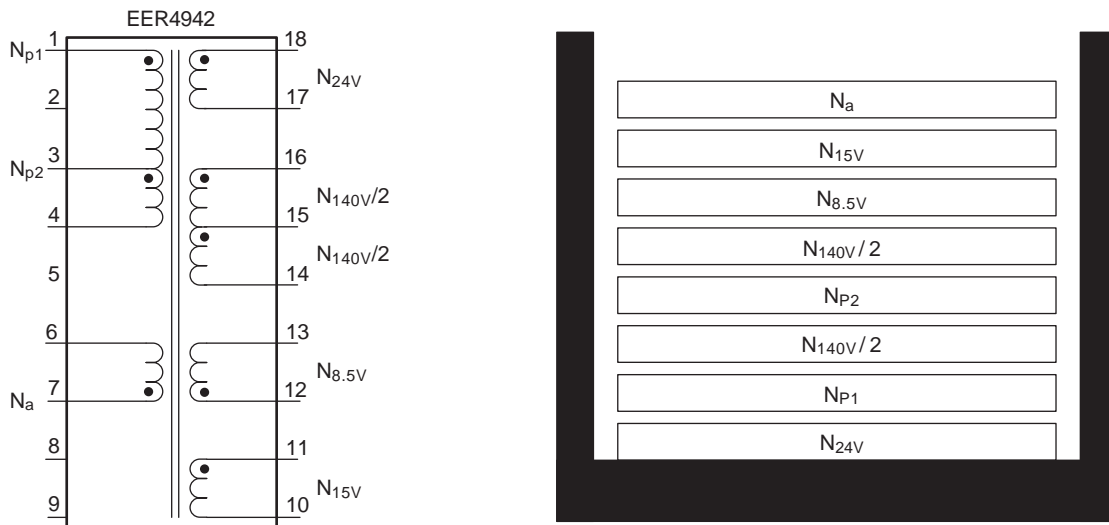 EER4942
Np1
1
2
3
Np2
4
5
6
7
Na
8
9
18
N24V
17
16
N140V/2
15
N140V/2
14
13
N8.5V
12
11
N15V
10
Na
N15V
N8.5V
N140V/2
NP2
N140V/2
NP1
N24V